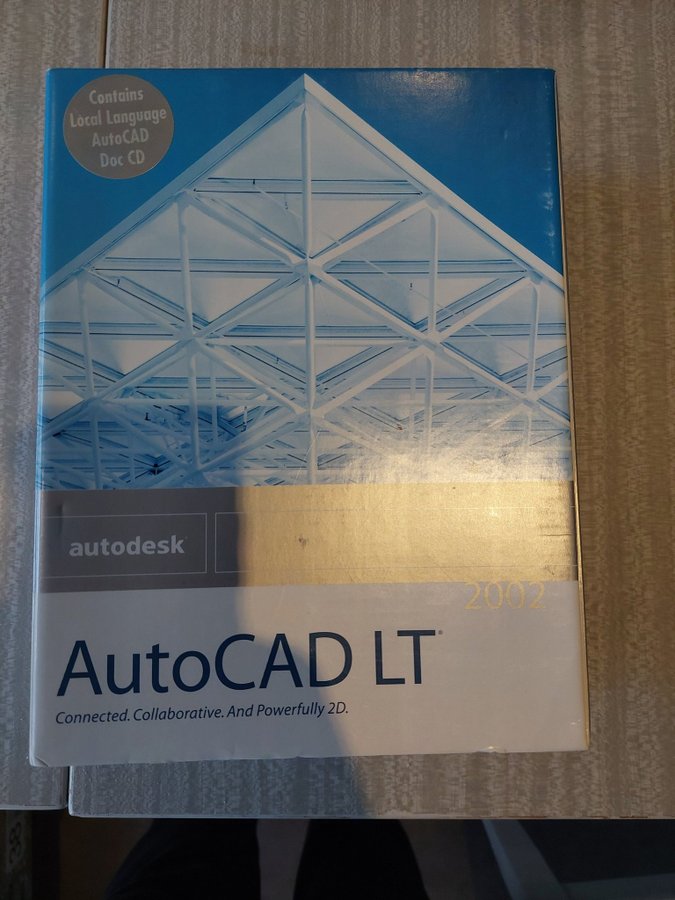 Contains
Local Language
AutoCAD
Doc CD
autodesk
2002
AutoCAD LT®
Connected. Collaborative. And Powerfully 2D.